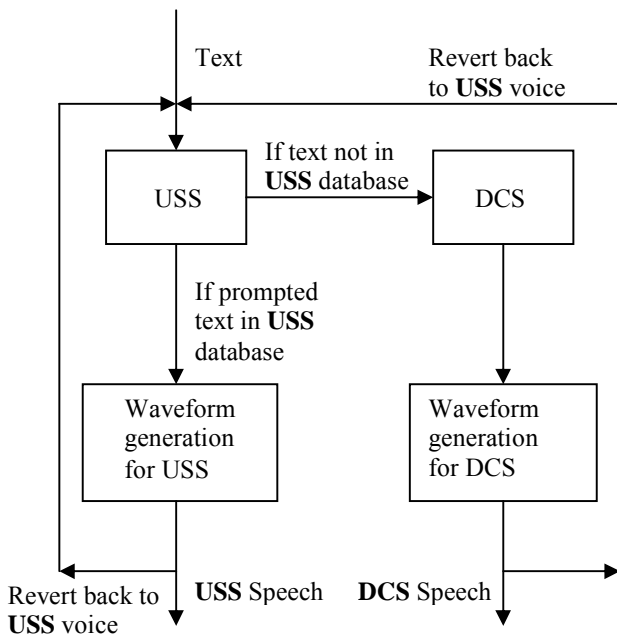 Text
Revert back
to USS voice
If text not in
USS database
USS
DCS
If prompted
text in USS
database
Waveform
generation
for USS
Waveform
generation
for DCS
Revert back to
USS voice
USS Speech
DCS Speech